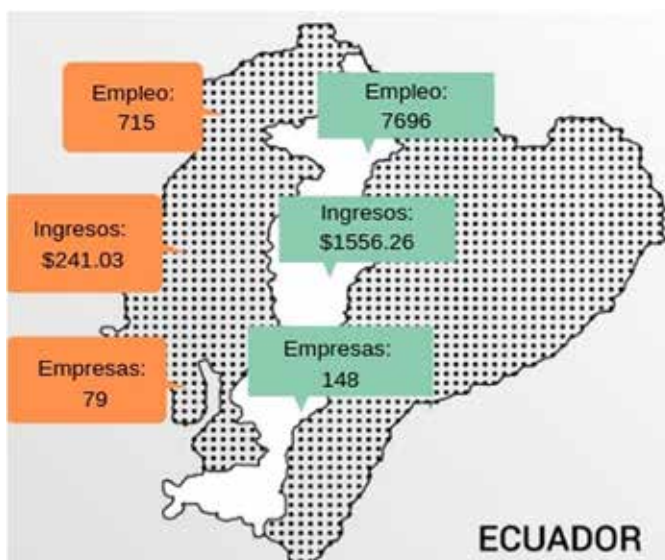 Empleo:
715
Empleo:
7696
Ingresos:
$241.03
Ingresos:
$1556.26
Empresas:
79
Empresas:
148
ECUADOR